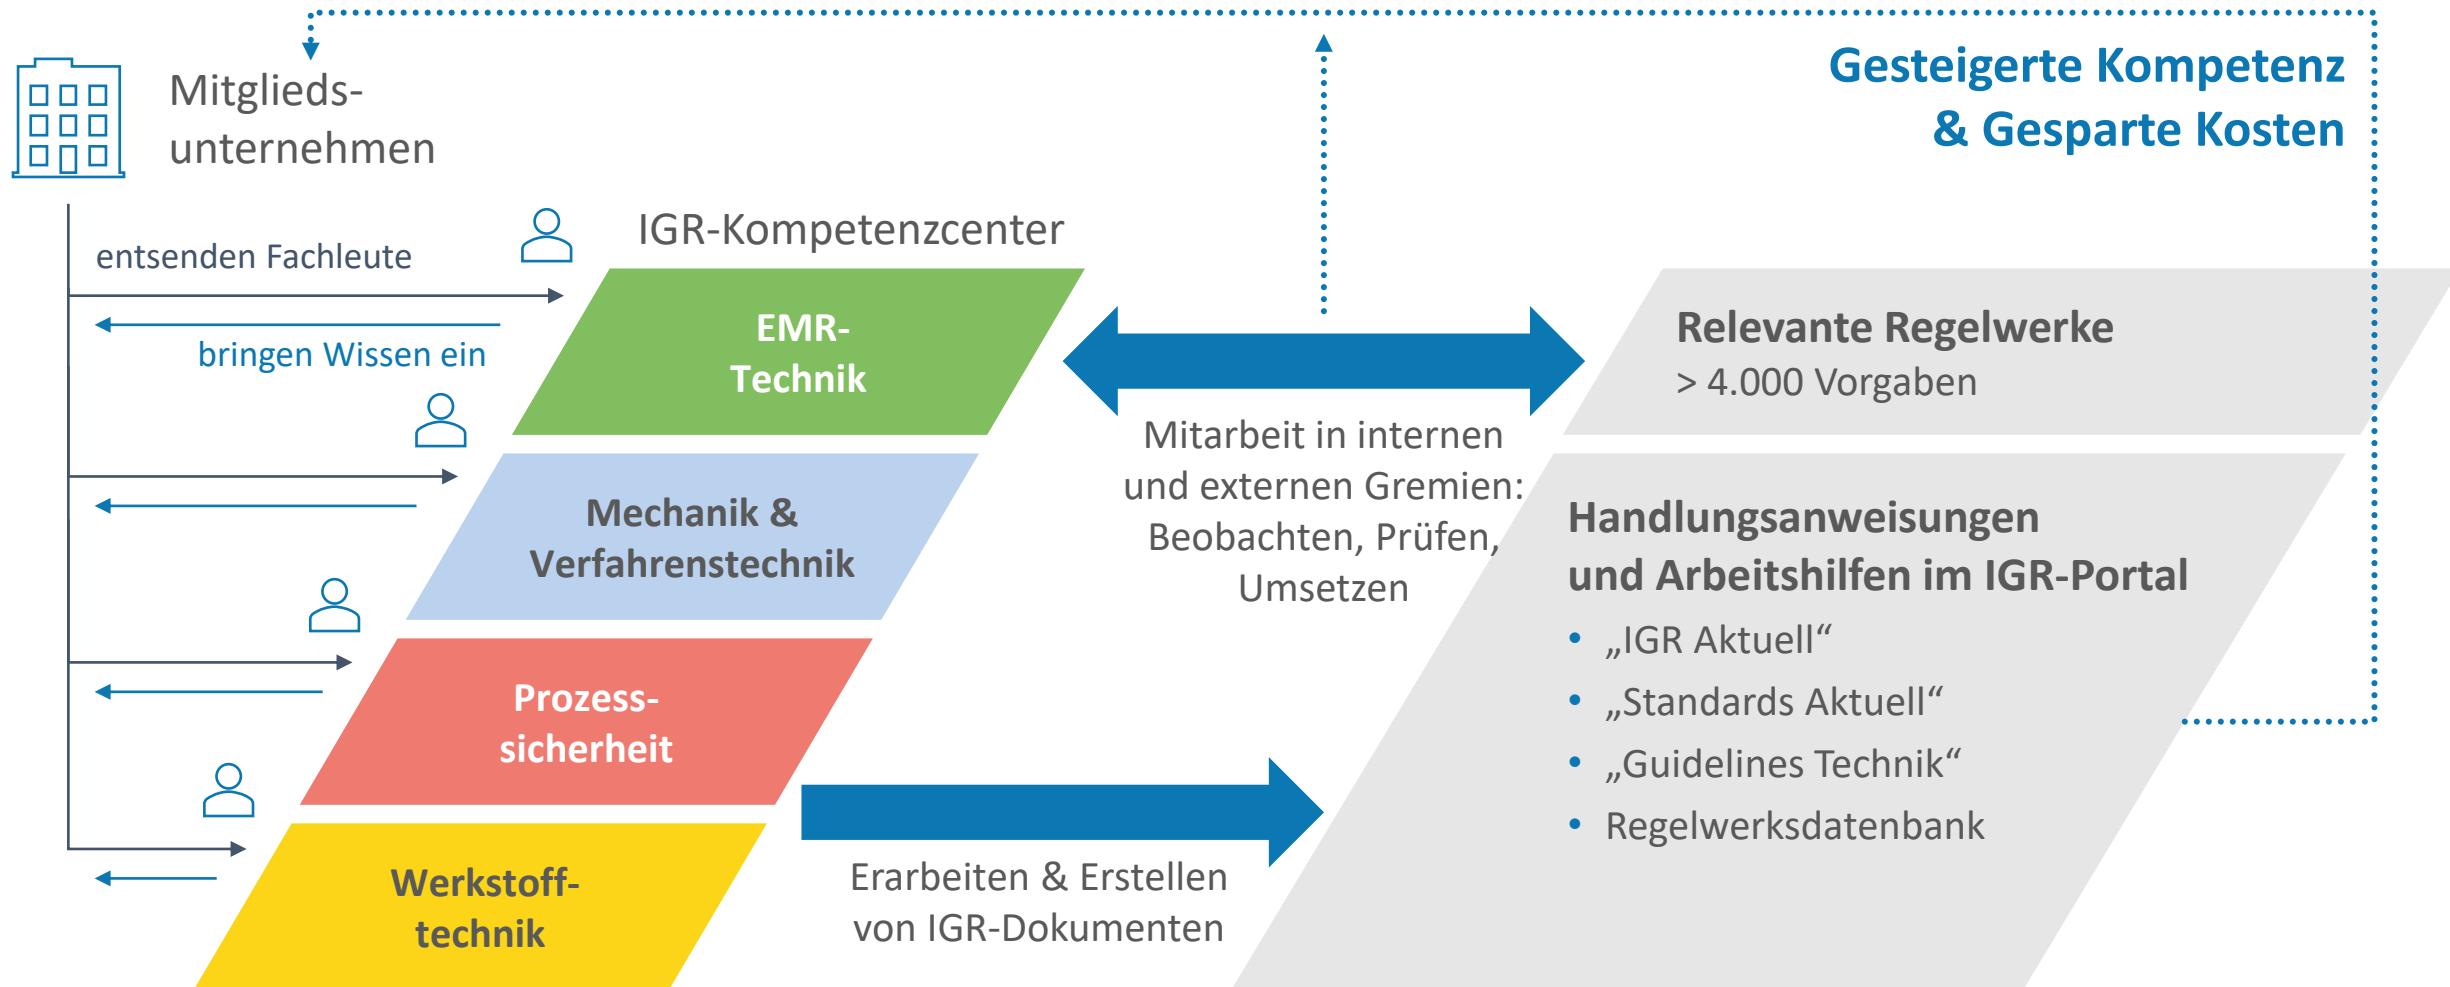 Mitglieds-
unternehmen
Gesteigerte Kompetenz
& Gesparte Kosten
entsenden Fachleute
bringen Wissen ein
IGR-Kompetenzcenter
EMR-
Technik
Mechanik &
Verfahrenstechnik
Prozess-
sicherheit
Werkstoff-
technik
Mitarbeit in internen
und externen Gremien:
Beobachten, Prüfen,
Umsetzen
Erarbeiten & Erstellen
von IGR-Dokumenten
Relevante Regelwerke
> 4.000 Vorgaben
Handlungsanweisungen
und Arbeitshilfen im IGR-Portal
• „IGR Aktuell“
• „Standards Aktuell“
• „Guidelines Technik“
• Regelwerksdatenbank